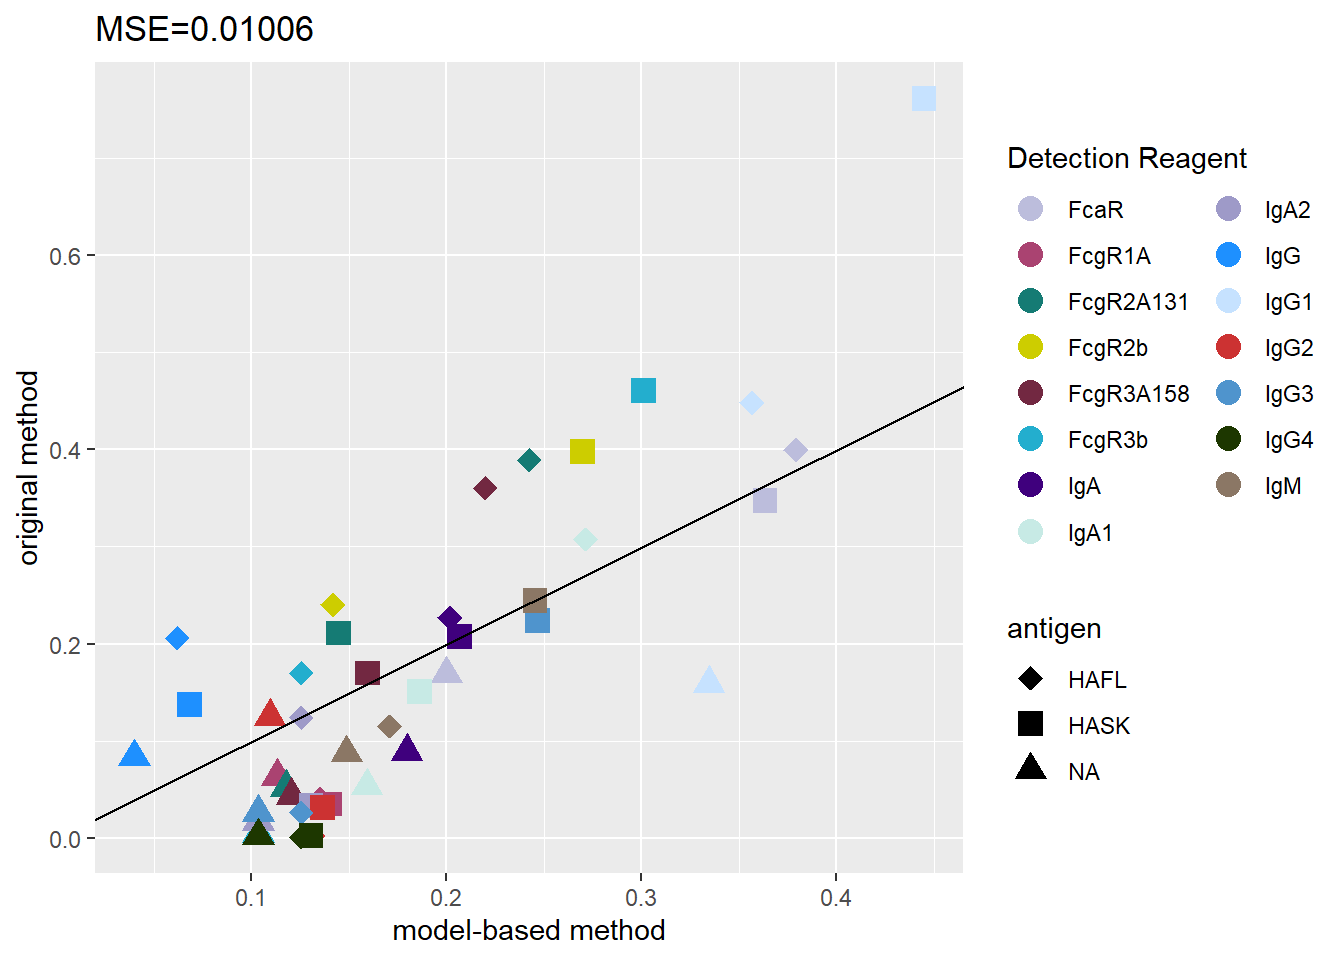 MSE=0.01006
original method
0.6
0.4
0.2
0.0
0.1
0.2
0.3
0.4
model-based method
Detection Reagent
FcaR
FcgR1A
FcgR2A131
FcgR2b
FcgR3A158
FcgR3b
IgA
IgA1
IgA2
IgG
IgG1
IgG2
IgG3
IgG4
IgM
antigen
HAFL
HASK
NA